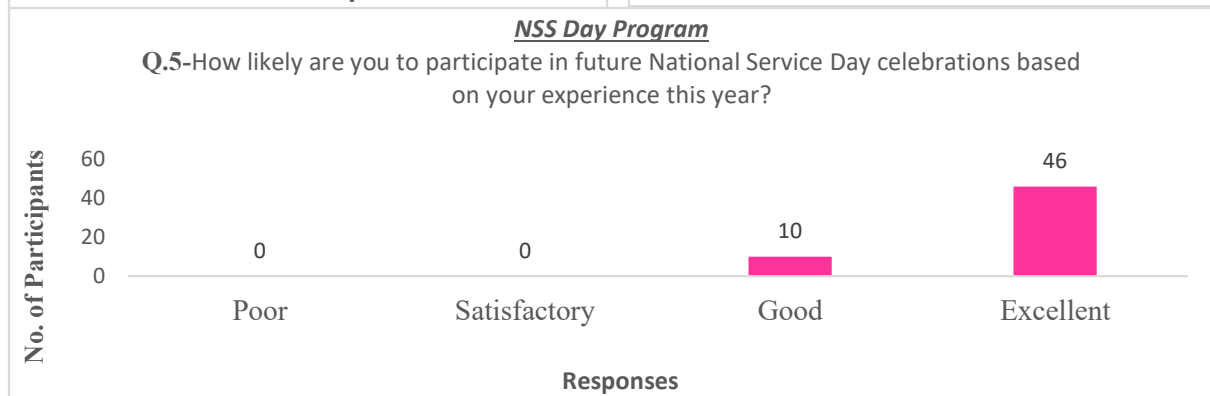 NSS Day Program
Q.5-How likely are you to participate in future National Service Day celebrations based
on your experience this year?
No. of Participants
60
40
20
0
0
0
10
46
Poor
Satisfactory
Good
Excellent
Responses